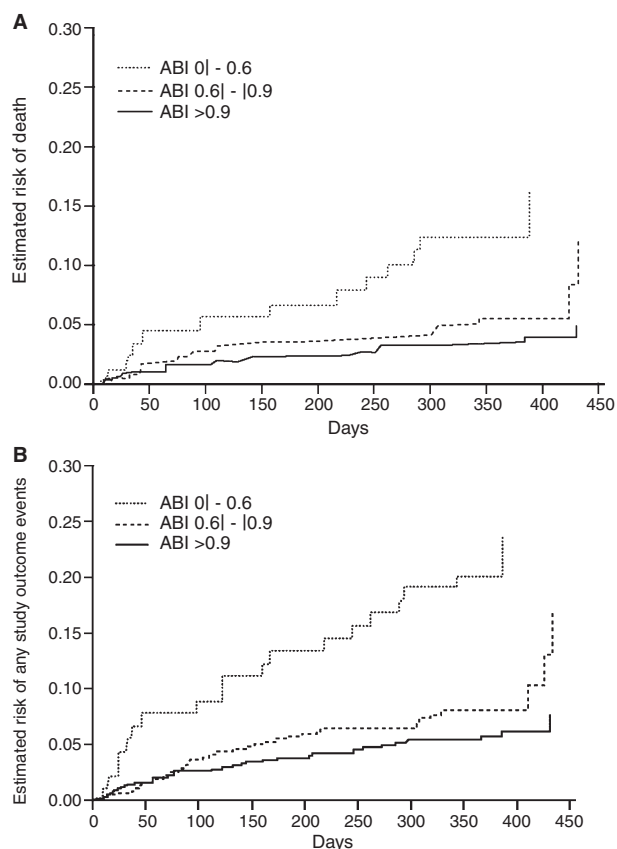 A
0.30
0.25
0.20
0.15
0.10
0.05
0.00
Estimated risk of death
ABI 0| - 0.6
ABI 0.6| - |0.9
ABI >0.9
0 50 100 150 200 250 300 350 400 450
Days
B
0.30
0.25
0.20
0.15
0.10
0.05
0.00
Estimated risk of any study outcome events
ABI 0| - 0.6
ABI 0.6| - |0.9
ABI >0.9
0 50 100 150 200 250 300 350 400 450
Days